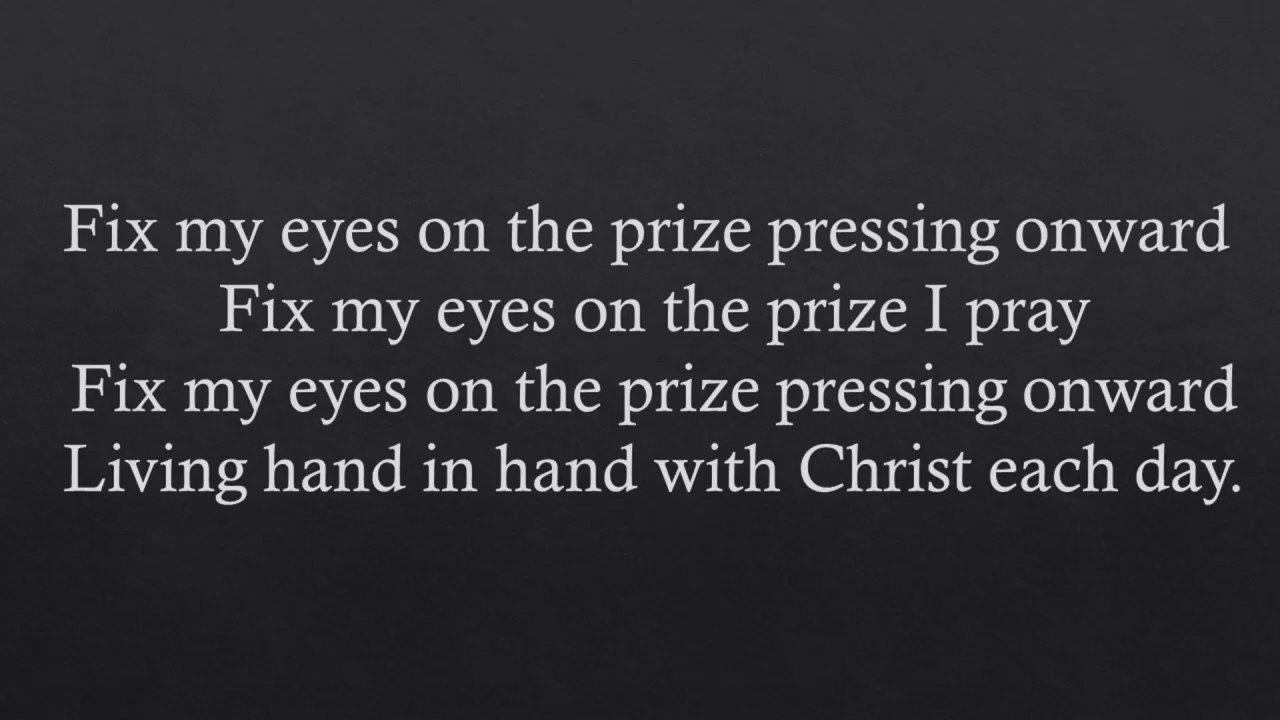 Fix my eyes on the prize pressing onward
Fix my eyes on the prize I pray
Fix my eyes on the prize pressing onward
Living hand in hand with Christ each day.